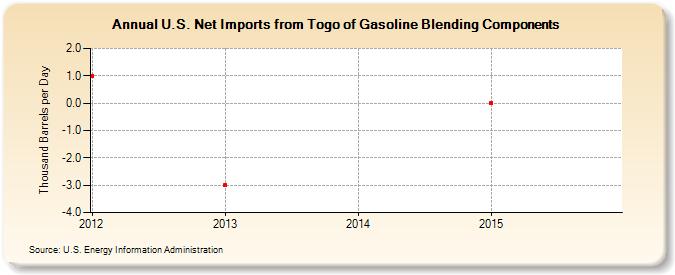 Annual U.S. Net Imports from Togo of Gasoline Blending Components
Thousand Barrels per Day
2.0
1.0
0.0
-1.0
-2.0
-3.0
-4.0
2012 2013 2014 2015
Source: U.S. Energy Information Administration